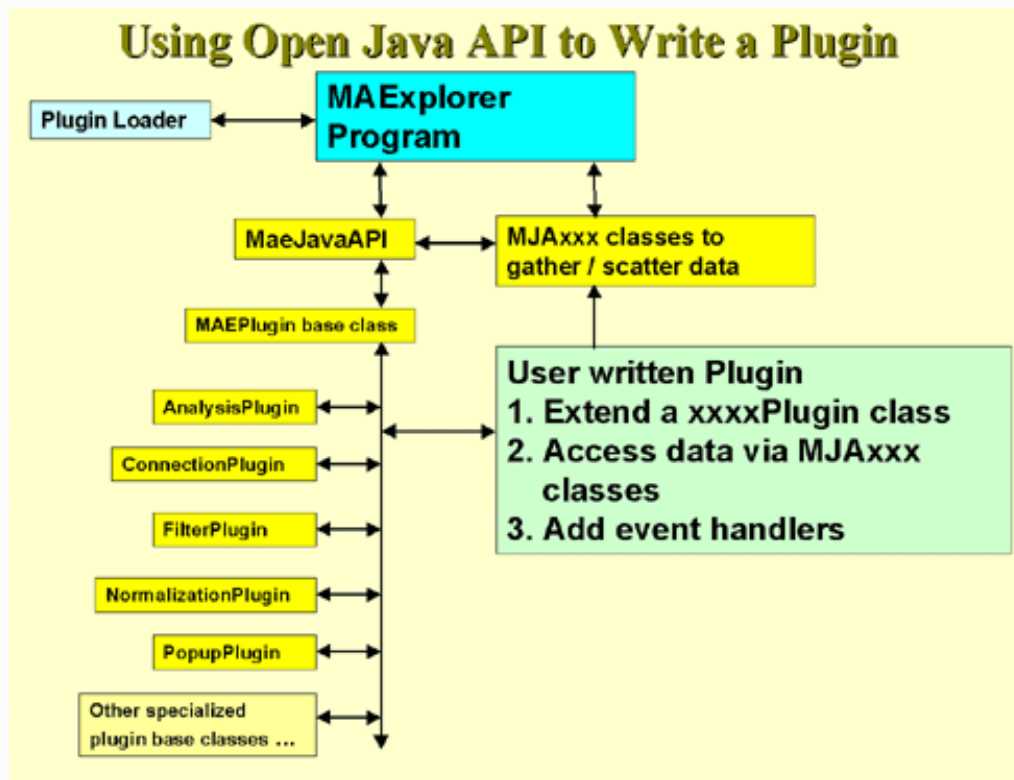 Using Open Java API to Write a Plugin
Plugin Loader
MAExplorer
Program
MaeJavaAPI
MJAxxx classes to
gather / scatter data
MAEPlugin base class
User written Plugin
1. Extend a xxxxPlugin class
2. Access data via MJAxxx
classes
3. Add event handlers
AnalysisPlugin
ConnectionPlugin
FilterPlugin
NormalizationPlugin
PopupPlugin
Other specialized
plugin base classes ...